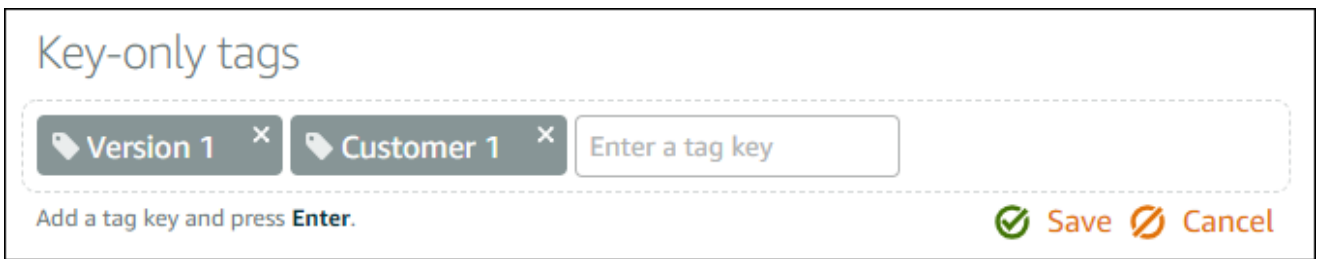 Key-only tags
Version 1 × Customer 1 × Enter a tag key
Add a tag key and press Enter.
Save Cancel